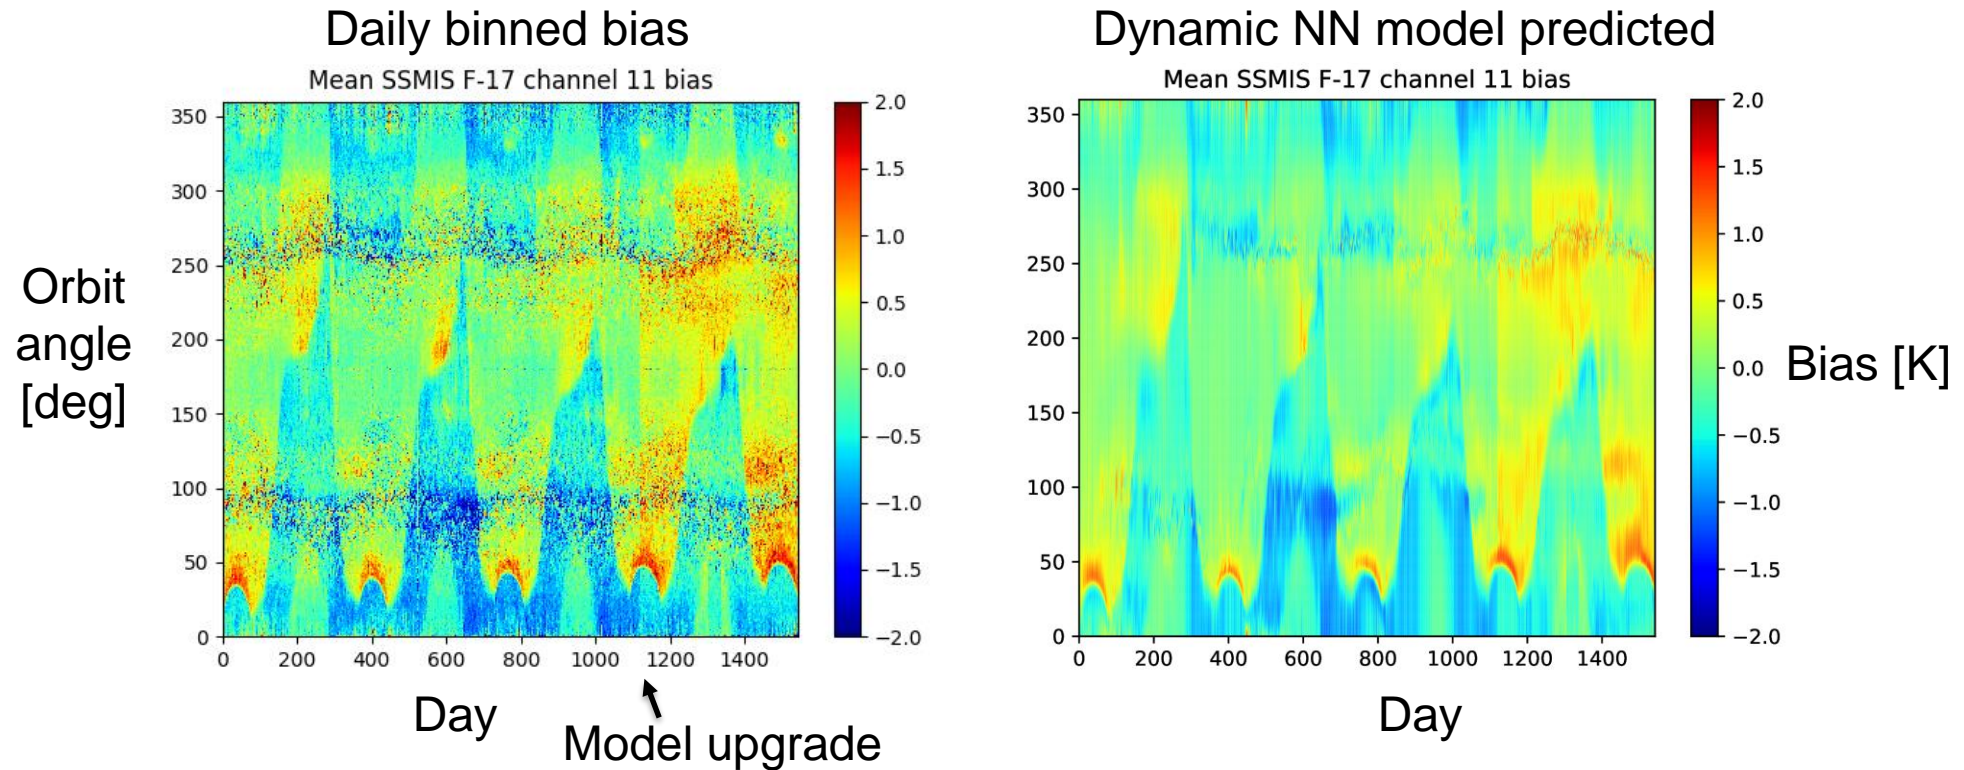 Daily binned bias
Mean SSMIS F-17 channel 11 bias
Orbit
angle
[deg]
350
300
250
200
150
100
50
0
0 200 400 600 800 1000 1200 1400
2.0
1.5
1.0
0.5
0.0
−0.5
−1.0
−1.5
−2.0
Day
Model upgrade
Dynamic NN model predicted
Mean SSMIS F-17 channel 11 bias
350
300
250
200
150
100
50
0
0 200 400 600 800 1000 1200 1400
2.0
1.5
1.0
0.5
0.0
−0.5
−1.0
−1.5
−2.0
Bias [K]
Day